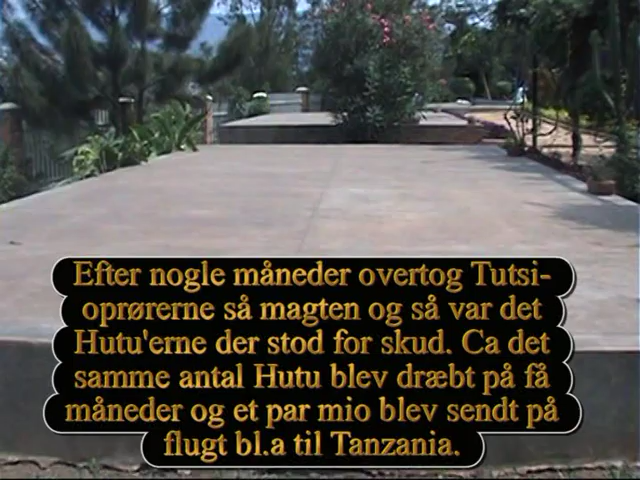 Efter nogle måneder overtog Tutsi-
oprørerne så magten og så var det
Hutu'erne der stod for skud. Ca det
samme antal Hutu blev dræbt på få
måneder og et par mio blev sendt på
flugt bl.a til Tanzania.